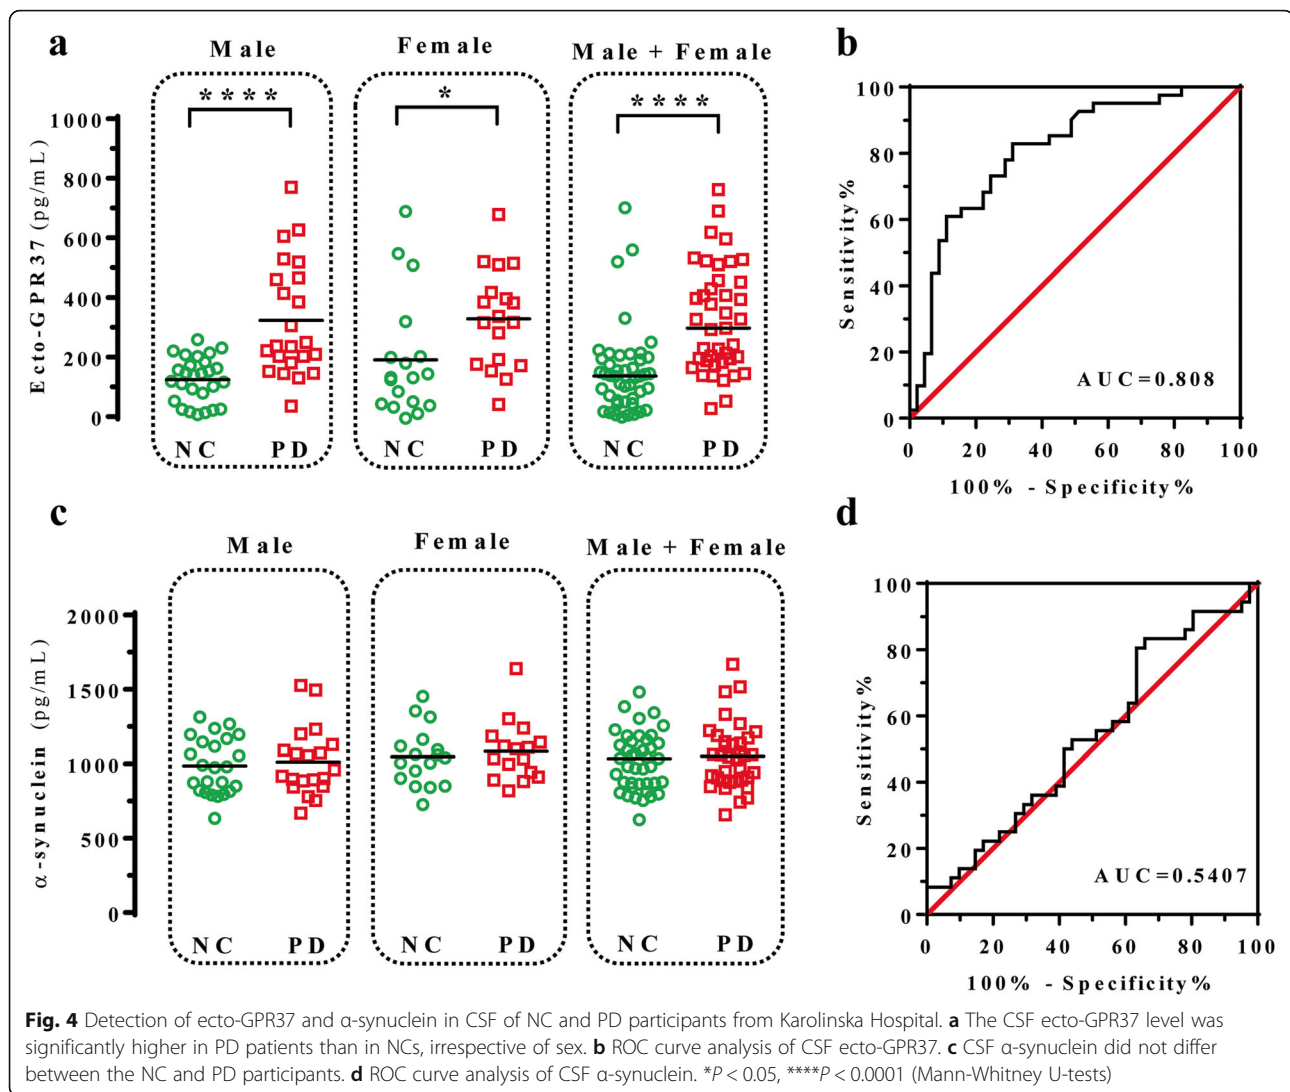 a
Male
Female
Male + Female
****
*
****
Ecto-GPR37 (pg/mL)
1000
800
600
400
200
0
NC PD
NC PD
NC PD
b
Sensitivity%
100
80
60
40
20
0
AUC=0.808
0 20 40 60 80 100
100% - Specificity%
c
Male
Female
Male + Female
α-synuclein (pg/mL)
2000
1500
1000
500
0
NC PD
NC PD
NC PD
d
Sensitivity%
100
80
60
40
20
0
AUC=0.5407
0 20 40 60 80 100
100% - Specificity%
Fig. 4 Detection of ecto-GPR37 and α-synuclein in CSF of NC and PD participants from Karolinska Hospital. a The CSF ecto-GPR37 level was
significantly higher in PD patients than in NCs, irrespective of sex. b ROC curve analysis of CSF ecto-GPR37. c CSF α-synuclein did not differ
between the NC and PD participants. d ROC curve analysis of CSF α-synuclein. *P < 0.05, ****P < 0.0001 (Mann-Whitney U-tests)